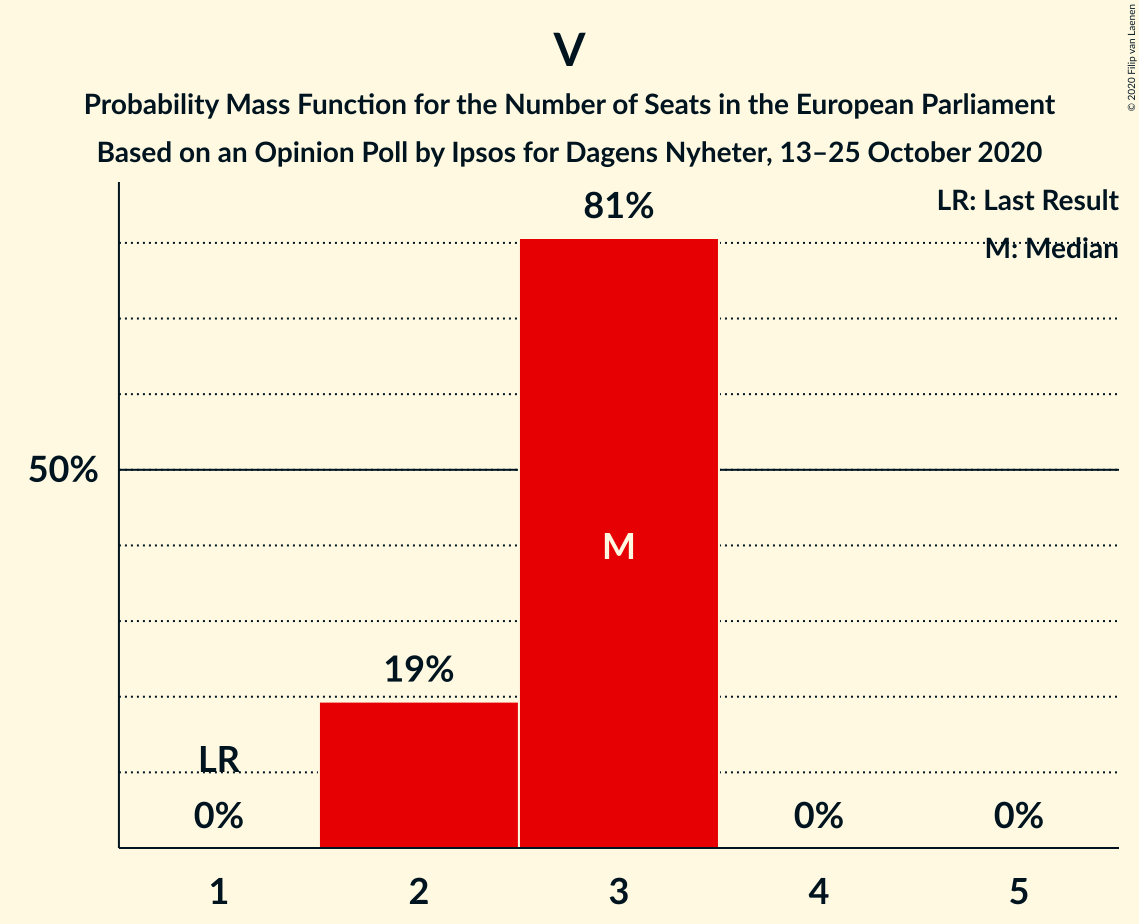 V
Probability Mass Function for the Number of Seats in the European Parliament
Based on an Opinion Poll by Ipsos for Dagens Nyheter, 13–25 October 2020
© 2020 Filip van Laenen
LR: Last Result
M: Median
81%
50%
M
19%
LR
0%
0%
0%
1 2 3 4 5